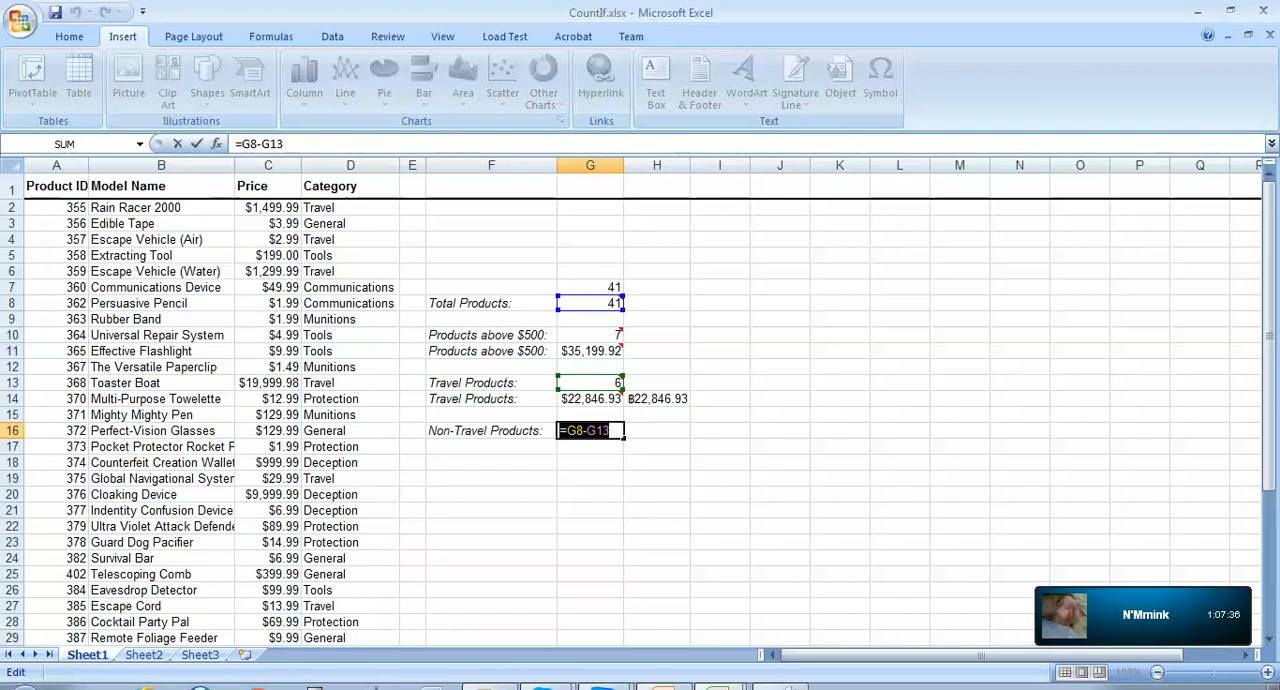 CountIf.xlsx - Microsoft Excel
Home Insert Page Layout Formulas Data Review View Load Test Acrobat Team
PivotTable Table Picture Clip Art Shapes SmartArt Column Line Pie Bar Area Scatter Other Charts Hyperlink Text Box Header & Footer WordArt Signature Line Object Symbol
Tables Illustrations Charts Links Text
SUM =G8-G13
A B C D E F G H I J K L M N O P Q
1 Product ID Model Name Price Category
2 355 Rain Racer 2000 $1,499.99 Travel
3 356 Edible Tape $3.99 General
4 357 Escape Vehicle (Air) $2.99 Travel
5 358 Extracting Tool $199.00 Tools
6 359 Escape Vehicle (Water) $1,299.99 Travel
7 360 Communications Device $49.99 Communications 41
8 362 Persuasive Pencil $1.99 Communications Total Products: 41
9 363 Rubber Band $1.99 Munitions
10 364 Universal Repair System $4.99 Tools Products above $500: 7
11 365 Effective Flashlight $9.99 Tools Products above $500: $35,199.92
12 367 The Versatile Paperclip $1.49 Munitions
13 368 Toaster Boat $19,999.98 Travel Travel Products: 6
14 370 Multi-Purpose Towelette $12.99 Protection Travel Products: $22,846.93 ฿22,846.93
15 371 Mighty Mighty Pen $129.99 Munitions
16 372 Perfect-Vision Glasses $129.99 General Non-Travel Products: =G8-G13
17 373 Pocket Protector Rocket P $1.99 Protection
18 374 Counterfeit Creation Wallet $999.99 Deception
19 375 Global Navigational System $29.99 Travel
20 376 Cloaking Device $9,999.99 Deception
21 377 Indentity Confusion Device $6.99 Deception
22 379 Ultra Violet Attack Defende $89.99 Protection
23 378 Guard Dog Pacifier $14.99 Protection
24 382 Survival Bar $6.99 General
25 402 Telescoping Comb $399.99 General
26 384 Eavesdrop Detector $99.99 Tools
27 385 Escape Cord $13.99 Travel
28 386 Cocktail Party Pal $69.99 Protection
29 387 Remote Foliage Feeder $9.99 General
N'Mmink 1:07:36
Sheet1 Sheet2 Sheet3
Edit 100%